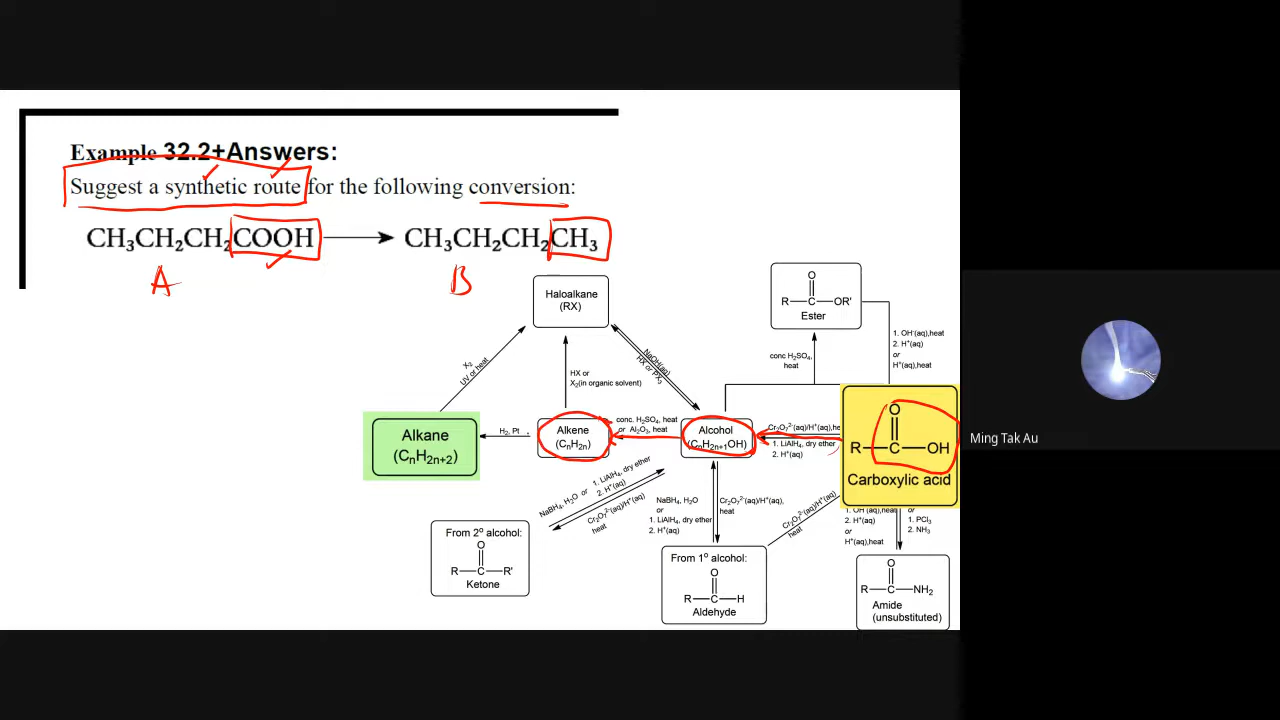 Example 32.2+Answers:
Suggest a synthetic route for the following conversion:
CH₃CH₂CH₂COOH → CH₃CH₂CH₂CH₃
A
B
Haloalkane
(RX)
O
R—C—OR'
Ester
X₂
UV or heat
HX or
X₂(in organic solvent)
NaOH(aq)
HX or PX₃
conc H₂SO₄,
heat
1. OH⁻(aq),heat
2. H⁺(aq)
or
H⁺(aq),heat
Alkane
(CₙH₂ₙ₊₂)
H₂, Pt
Alkene
(CₙH₂ₙ)
conc. H₂SO₄, heat
or Al₂O₃, heat
Alcohol
(CₙH₂ₙ₊₁OH)
Cr₂O₇²⁻(aq)/H⁺(aq),he
1. LiAlH₄, dry ether
2. H⁺(aq)
O
R—C—OH
Carboxylic acid
Ming Tak Au
NaBH₄, H₂O or 1. LiAlH₄, dry ether
2. H⁺(aq)
Cr₂O₇²⁻(aq)/H⁺(aq)
heat
NaBH₄, H₂O
or
1. LiAlH₄, dry ether
2. H⁺(aq)
Cr₂O₇²⁻(aq)/H⁺(aq),
heat
Cr₂O₇²⁻(aq)/H⁺(aq)
heat
1. OH⁻(aq),heat
2. H⁺(aq)
or
H⁺(aq),heat
or
1. PCl₃
2. NH₃
From 2º alcohol:
O
R—C—R'
Ketone
From 1º alcohol:
O
R—C—H
Aldehyde
O
R—C—NH₂
Amide
(unsubstituted)